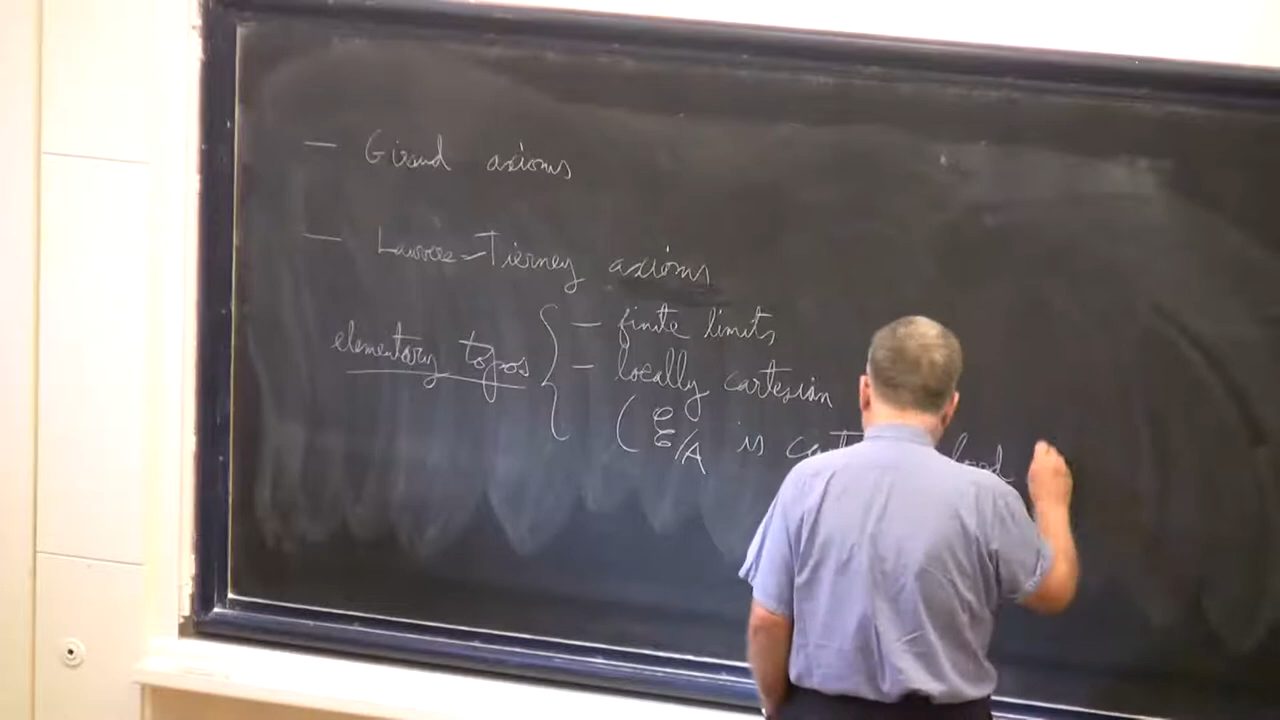 — Giraud axioms
— Lawvere-Tierney axioms
elementary topos { — finite limits
— locally cartesian
(ℰ/A is